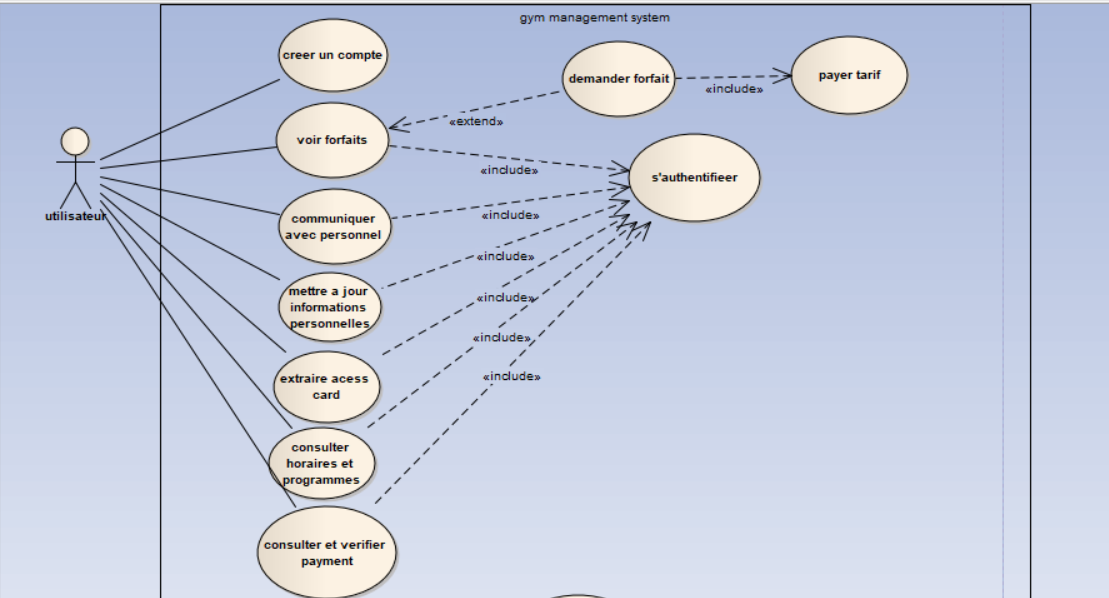 gym management system
creer un compte
demander forfait
payer tarif
«include»
«extend»
voir forfaits
«include»
s'authentifieer
utilisateur
communiquer
avec personnel
«include»
«include»
mettre a jour
informations
personnelles
«include»
«include»
extraire acess
card
«include»
consulter
horaires et
programmes
consulter et verifier
payment